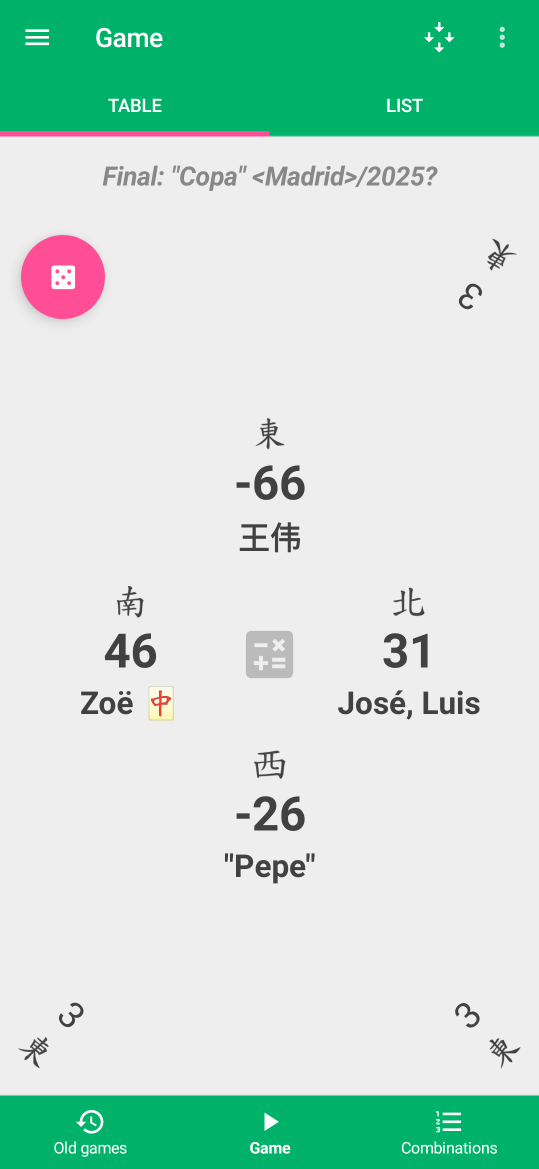 Game
TABLE LIST
Final: "Copa" <Madrid>/2025?
東
3
東
-66
王伟
南
46
Zoë 🀄
北
31
José, Luis
西
-26
"Pepe"
3
東
3
東
Old games Game Combinations